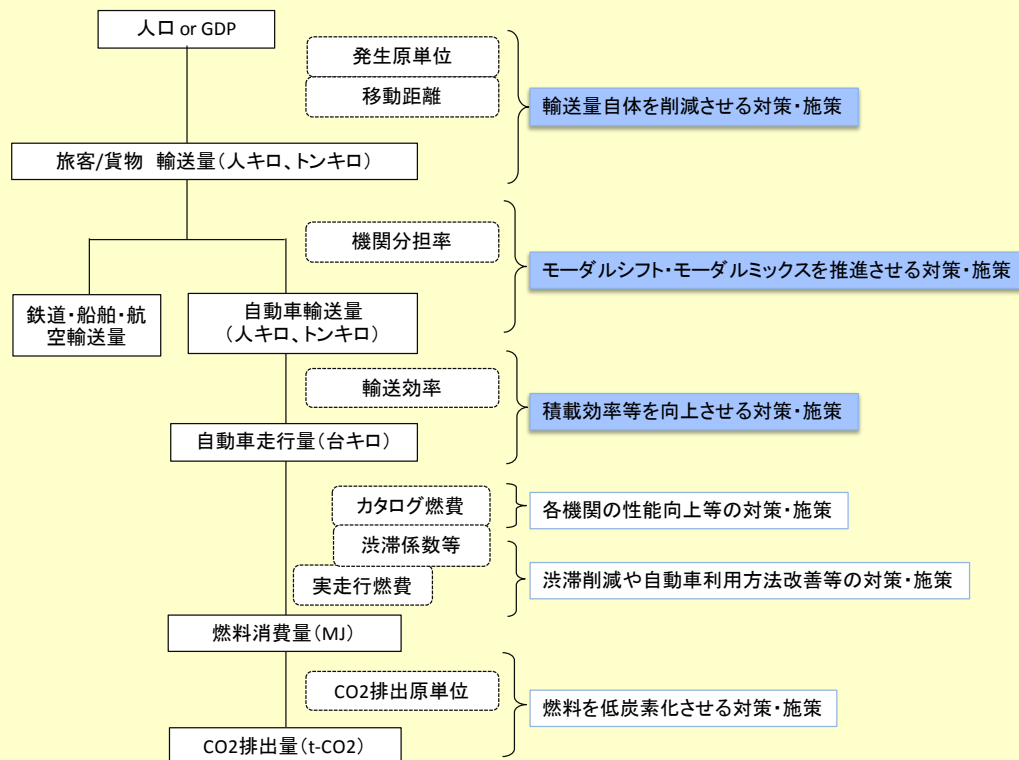 人口 or GDP
発生原単位
移動距離
輸送量自体を削減させる対策・施策
旅客/貨物 輸送量(人キロ、トンキロ)
機関分担率
モーダルシフト・モーダルミックスを推進させる対策・施策
鉄道・船舶・航
空輸送量
自動車輸送量
(人キロ、トンキロ)
輸送効率
積載効率等を向上させる対策・施策
自動車走行量(台キロ)
カタログ燃費
各機関の性能向上等の対策・施策
渋滞係数等
実走行燃費
渋滞削減や自動車利用方法改善等の対策・施策
燃料消費量(MJ)
CO2排出原単位
燃料を低炭素化させる対策・施策
CO2排出量(t-CO2)